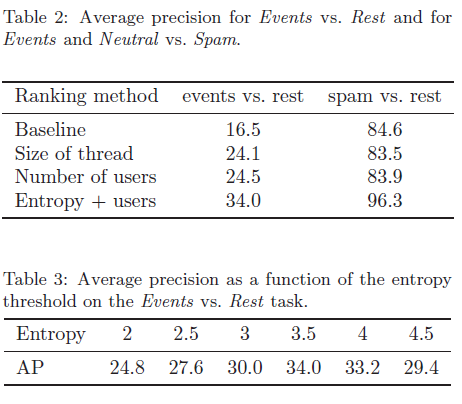 Table 2: Average precision for Events vs. Rest and for
Events and Neutral vs. Spam.
Ranking method events vs. rest spam vs. rest
Baseline 16.5 84.6
Size of thread 24.1 83.5
Number of users 24.5 83.9
Entropy + users 34.0 96.3
Table 3: Average precision as a function of the entropy
threshold on the Events vs. Rest task.
Entropy 2 2.5 3 3.5 4 4.5
AP 24.8 27.6 30.0 34.0 33.2 29.4